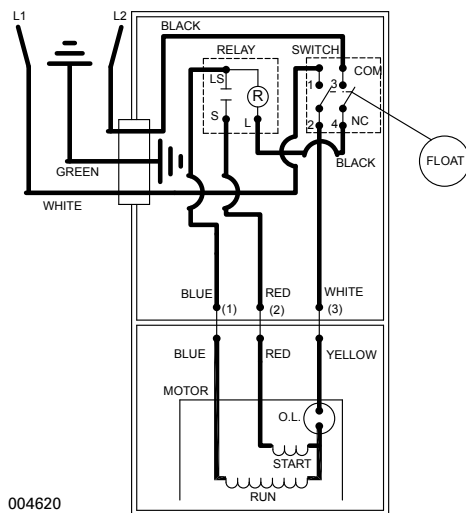 L1
L2
BLACK
RELAY
SWITCH
LS
COM
R
1
3
S
L
2
4
NC
BLACK
FLOAT
GREEN
WHITE
BLUE
RED
WHITE
(1)
(2)
(3)
BLUE
RED
YELLOW
MOTOR
O.L.
START
RUN
004620